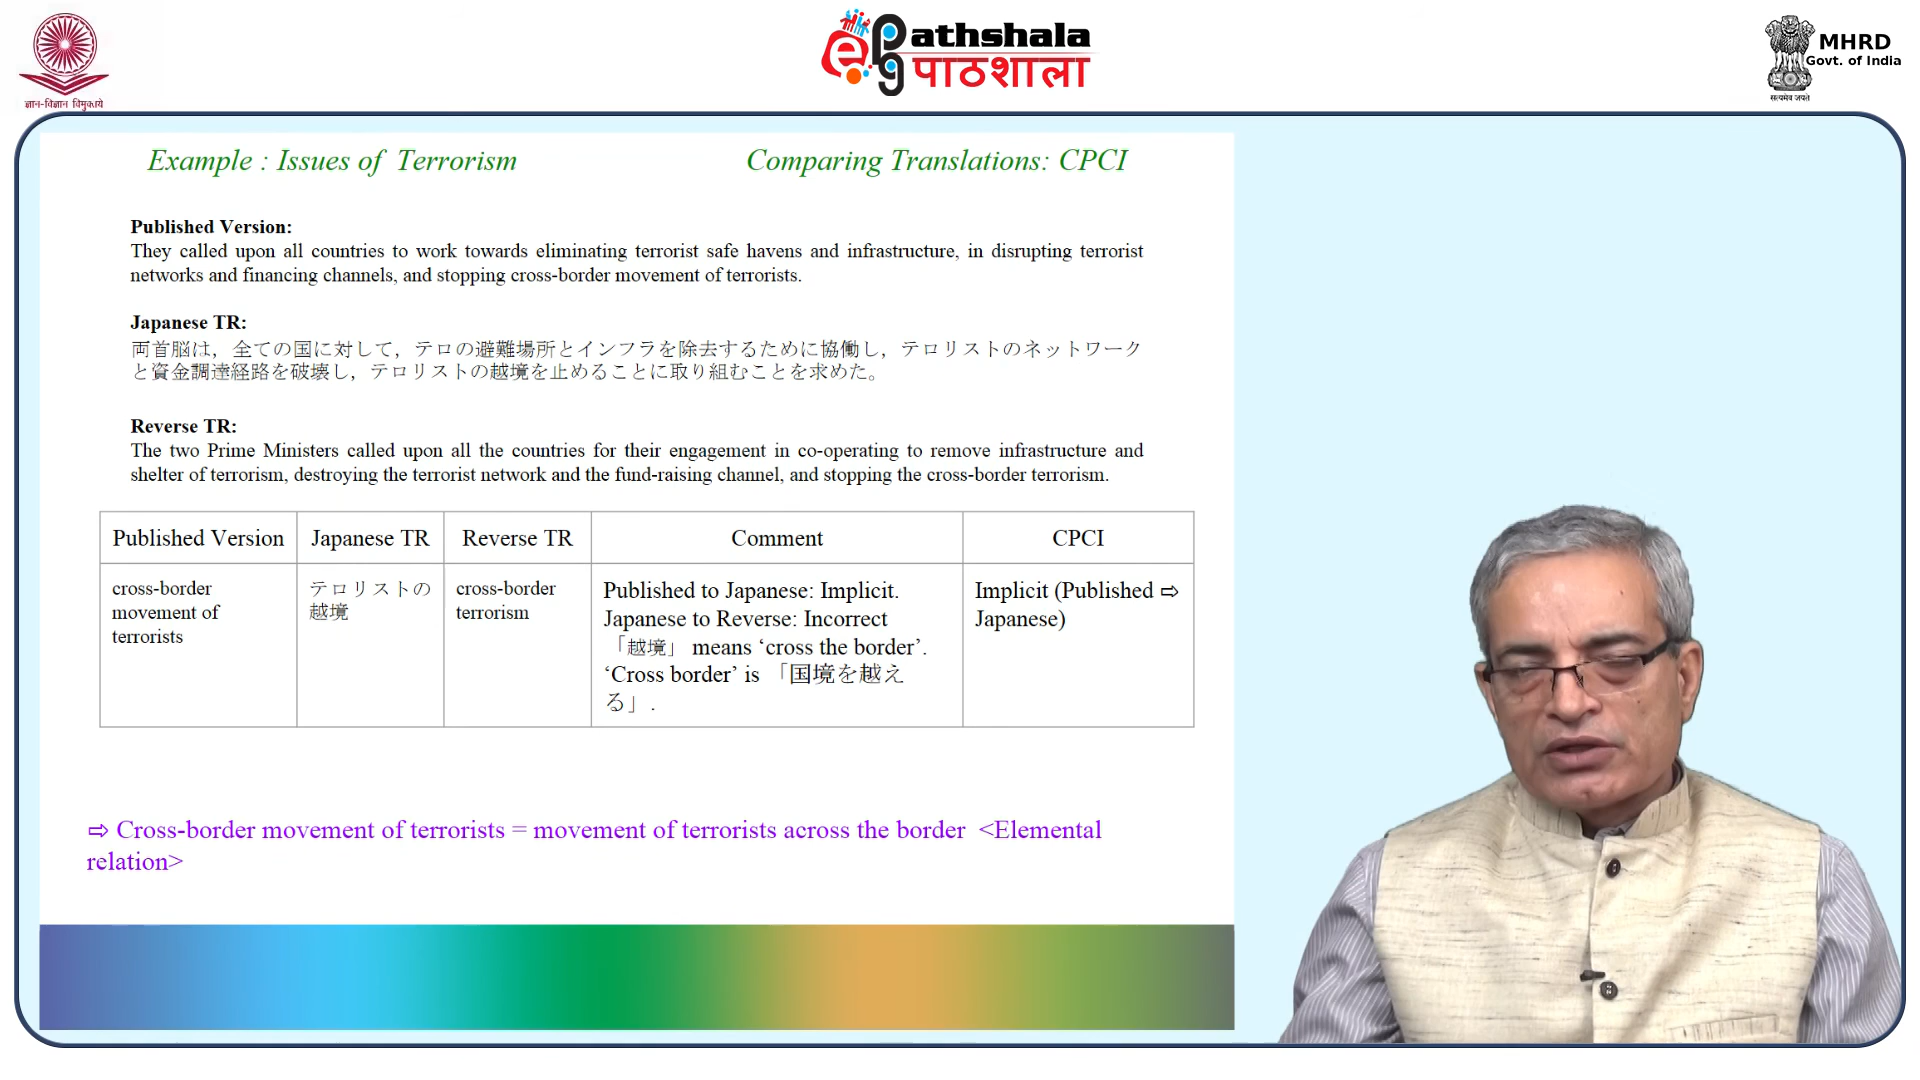 ज्ञान-विज्ञान विमुक्तये
ePathshala
पाठशाला
MHRD
Govt. of India
सत्यमेव जयते
Example : Issues of Terrorism
Comparing Translations: CPCI
Published Version:
They called upon all countries to work towards eliminating terrorist safe havens and infrastructure, in disrupting terrorist
networks and financing channels, and stopping cross-border movement of terrorists.
Japanese TR:
両首脳は，全ての国に対して，テロの避難場所とインフラを除去するために協働し，テロリストのネットワーク
と資金調達経路を破壊し，テロリストの越境を止めることに取り組むことを求めた。
Reverse TR:
The two Prime Ministers called upon all the countries for their engagement in co-operating to remove infrastructure and
shelter of terrorism, destroying the terrorist network and the fund-raising channel, and stopping the cross-border terrorism.
Published Version
Japanese TR
Reverse TR
Comment
CPCI
cross-border
movement of
terrorists
テロリストの
越境
cross-border
terrorism
Published to Japanese: Implicit.
Japanese to Reverse: Incorrect
「越境」 means ‘cross the border’.
‘Cross border’ is 「国境を越え
る」 .
Implicit (Published ⇨
Japanese)
⇨ Cross-border movement of terrorists = movement of terrorists across the border <Elemental
relation>